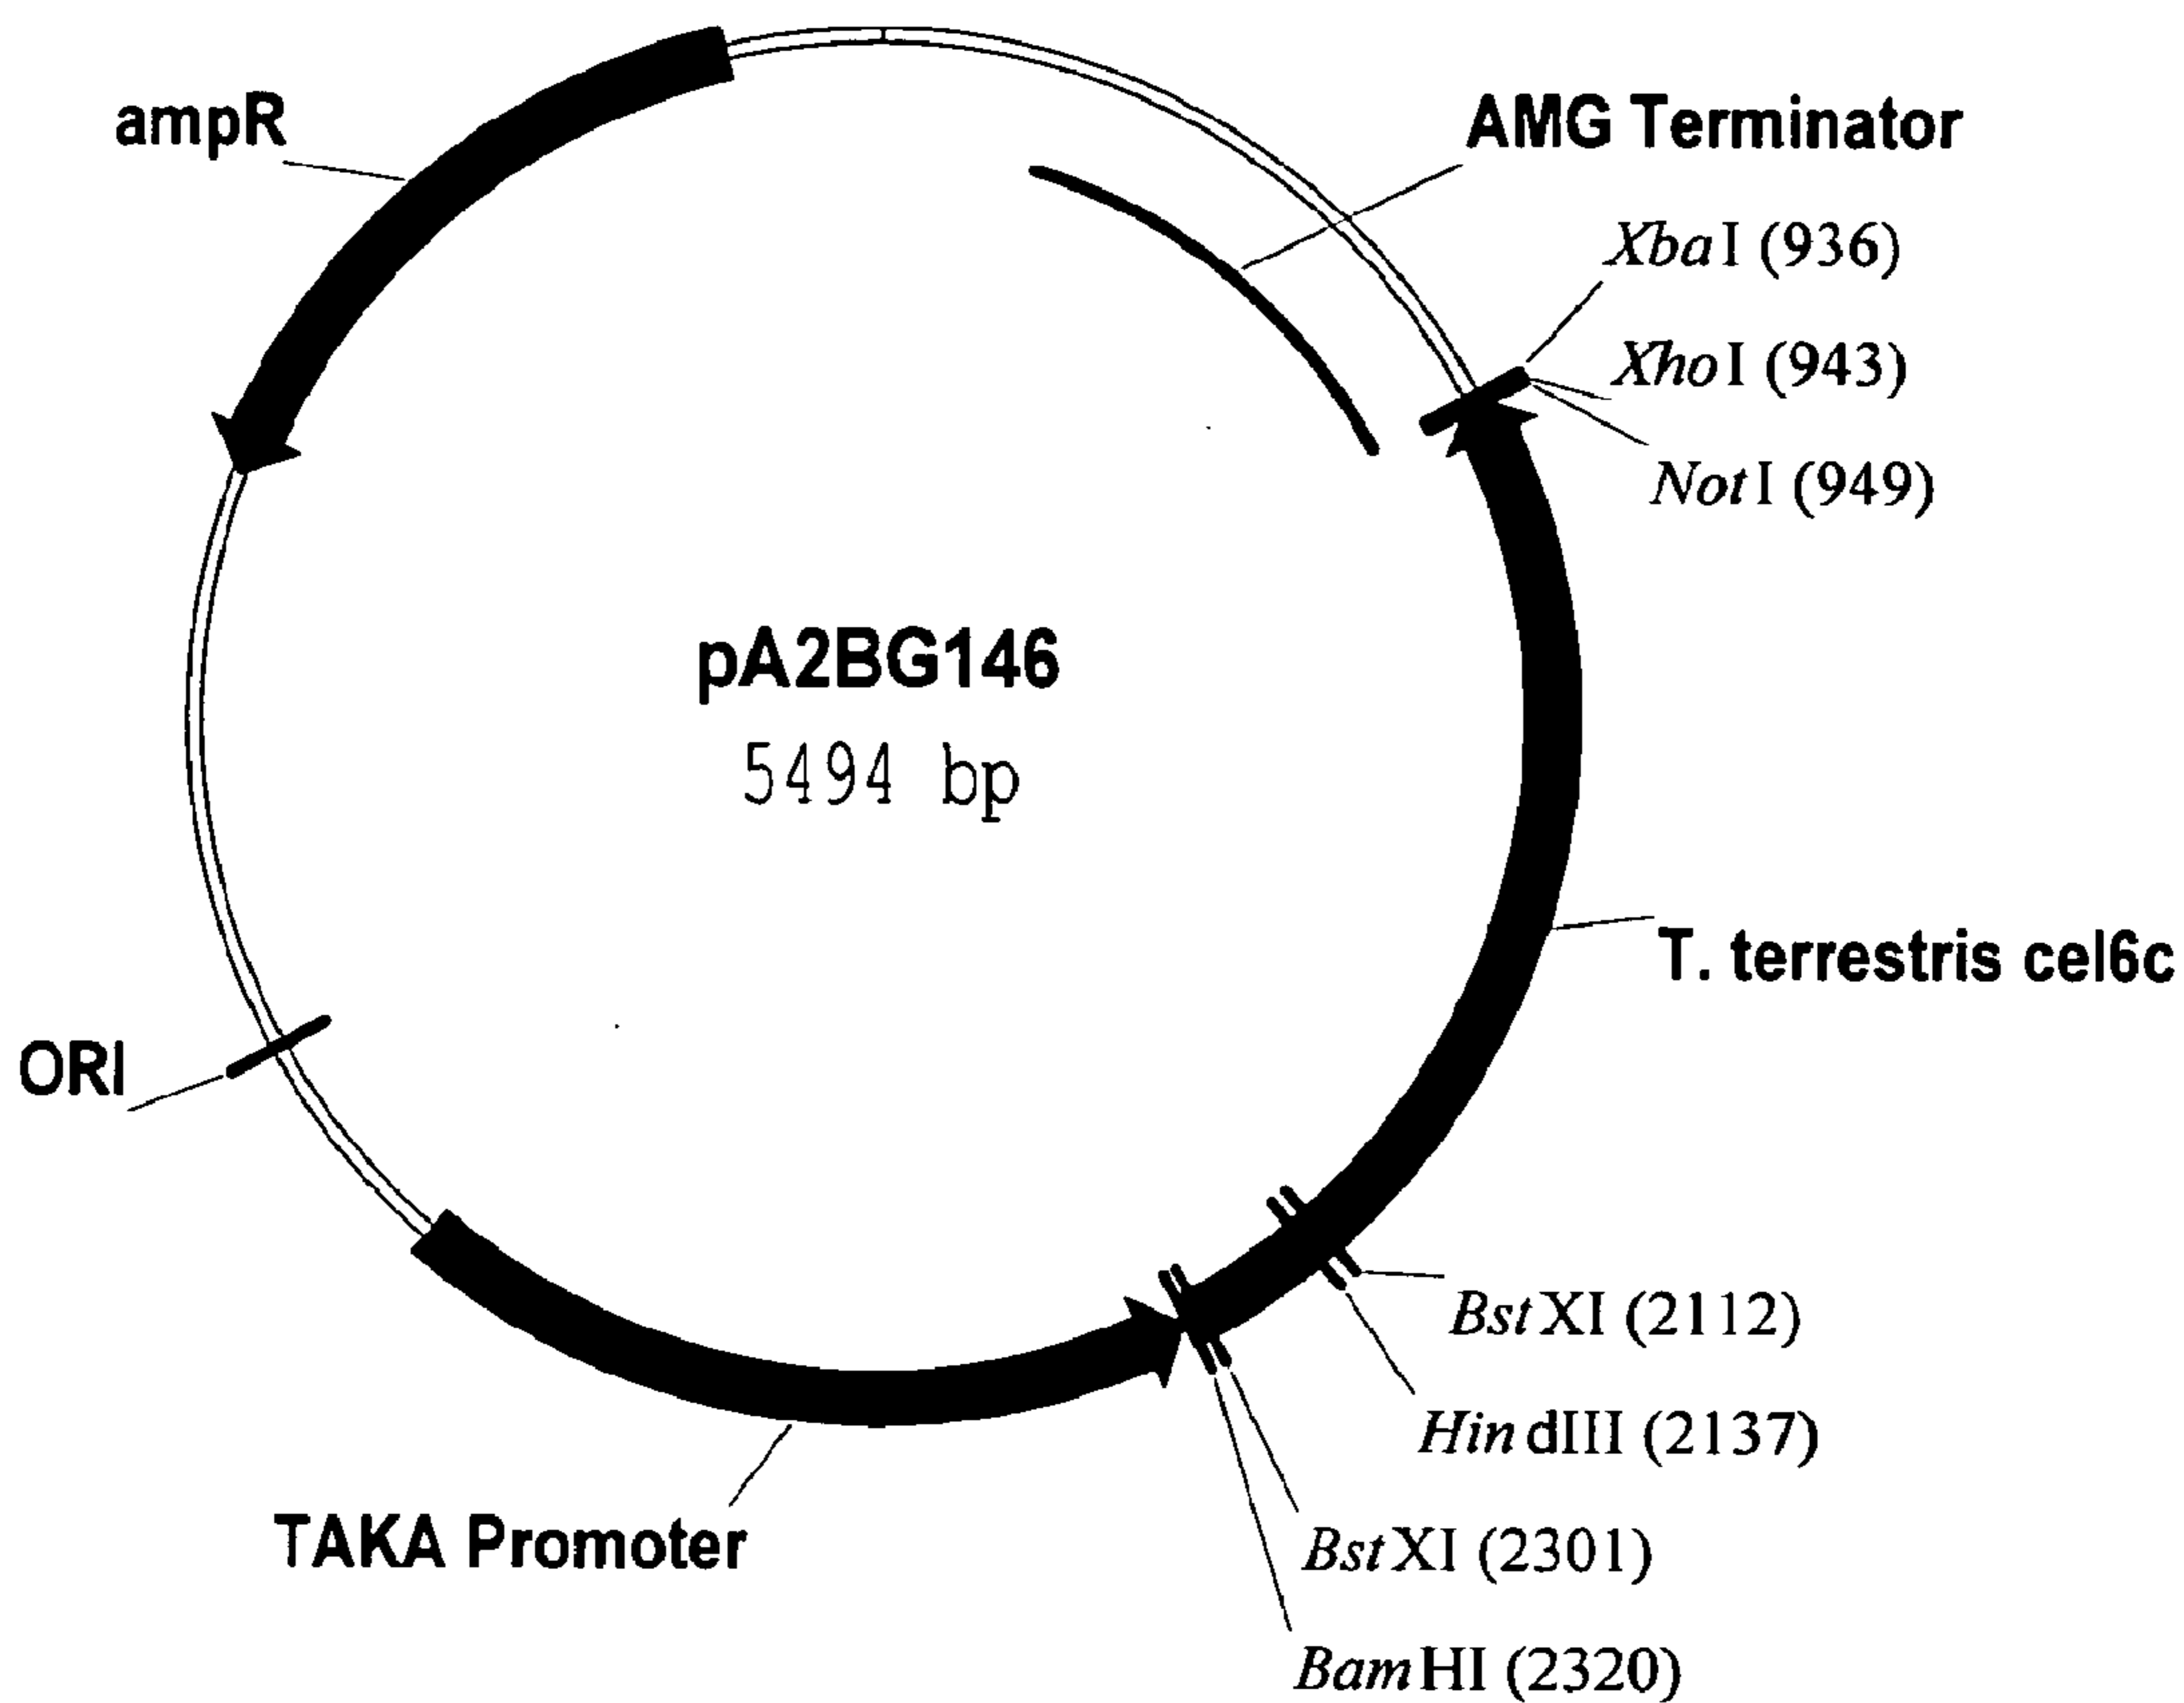 ampR
AMG Terminator
XbaI (936)
XhoI (943)
NotI (949)
pA2BG146
5494 bp
T. terrestris cel6c
ORI
BstXI (2112)
HindIII (2137)
TAKA Promoter
BstXI (2301)
BamHI (2320)